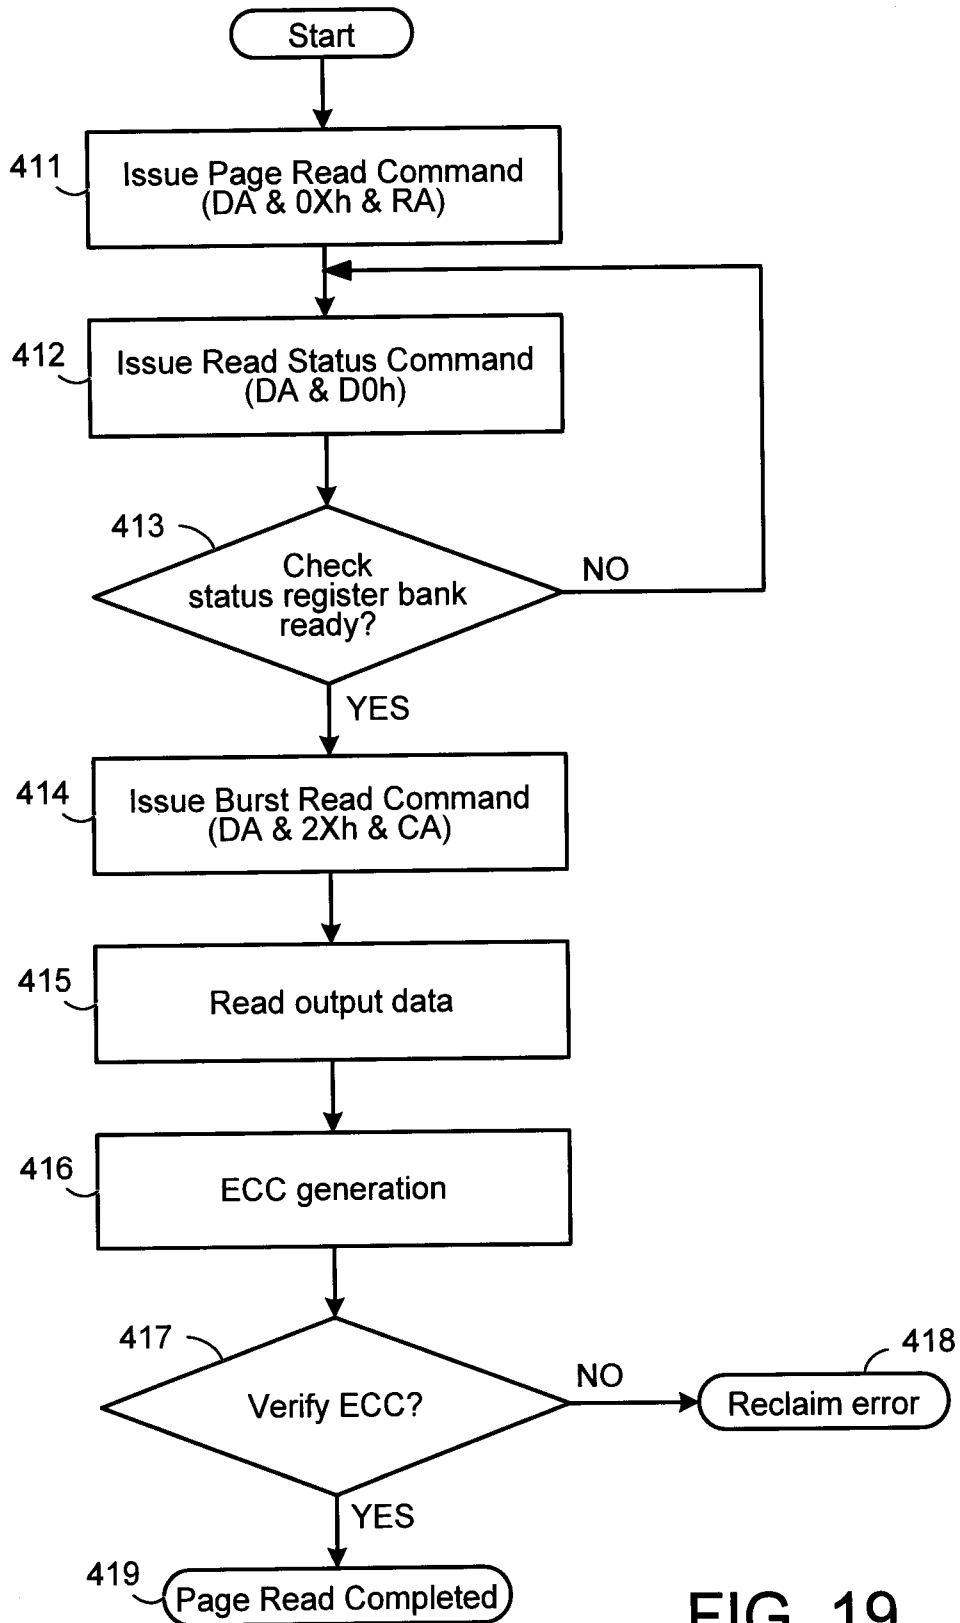 Start
411
Issue Page Read Command
(DA & 0Xh & RA)
412
Issue Read Status Command
(DA & D0h)
413
Check
status register bank
ready?
NO
YES
414
Issue Burst Read Command
(DA & 2Xh & CA)
415
Read output data
416
ECC generation
417
Verify ECC?
NO
418
Reclaim error
YES
419
Page Read Completed
FIG. 19